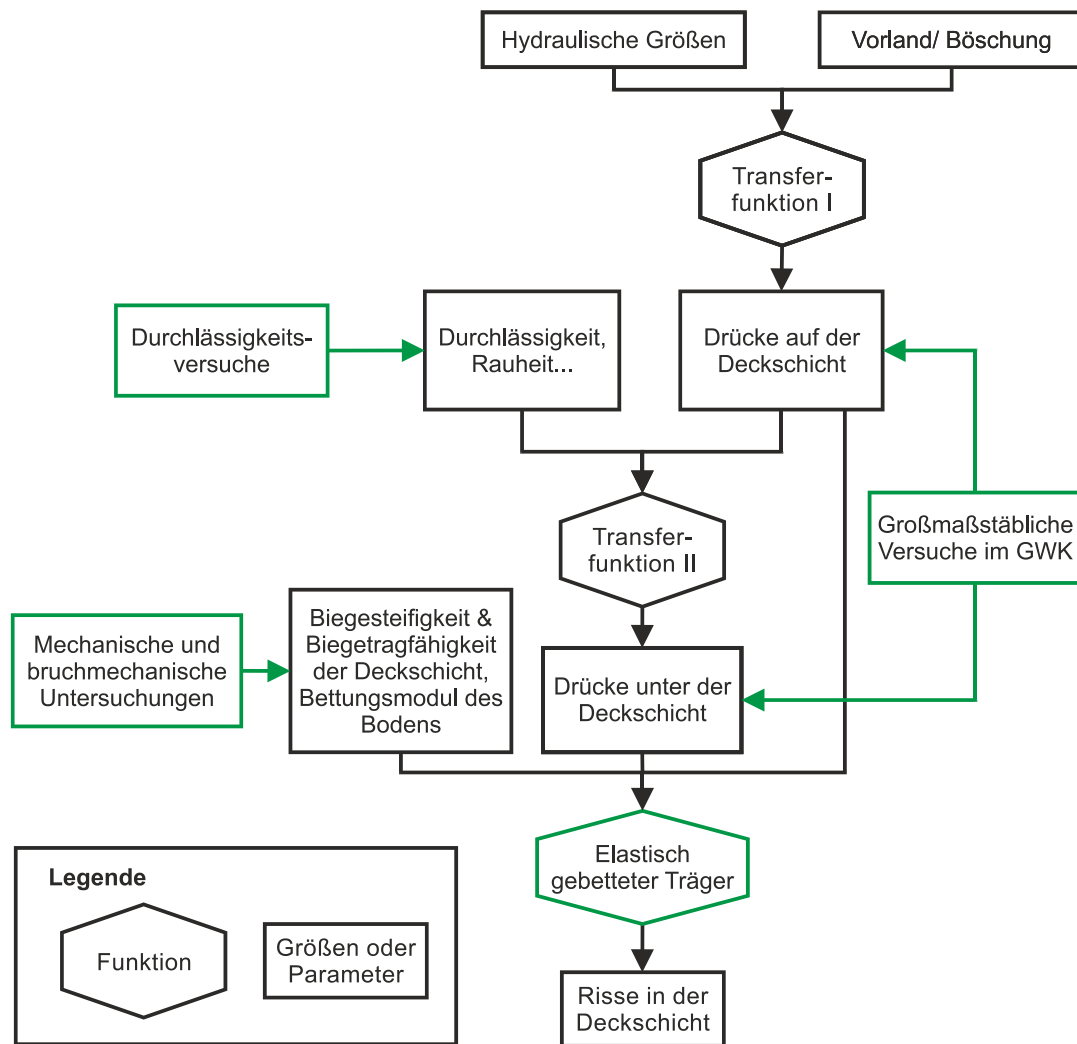 Hydraulische Größen
Vorland/ Böschung
Transfer-
funktion I
Durchlässigkeits-
versuche
Durchlässigkeit,
Rauheit...
Drücke auf der
Deckschicht
Großmaßstäbliche
Versuche im GWK
Transfer-
funktion II
Mechanische und
bruchmechanische
Untersuchungen
Biegesteifigkeit &
Biegetragfähigkeit
der Deckschicht,
Bettungsmodul des
Bodens
Drücke unter der
Deckschicht
Elastisch
gebetteter Träger
Risse in der
Deckschicht
Legende
Funktion
Größen oder
Parameter